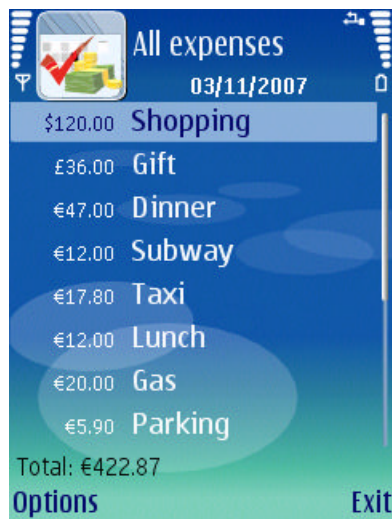 All expenses
03/11/2007
$120.00 Shopping
£36.00 Gift
€47.00 Dinner
€12.00 Subway
€17.80 Taxi
€12.00 Lunch
€20.00 Gas
€5.90 Parking
Total: €422.87
Options Exit